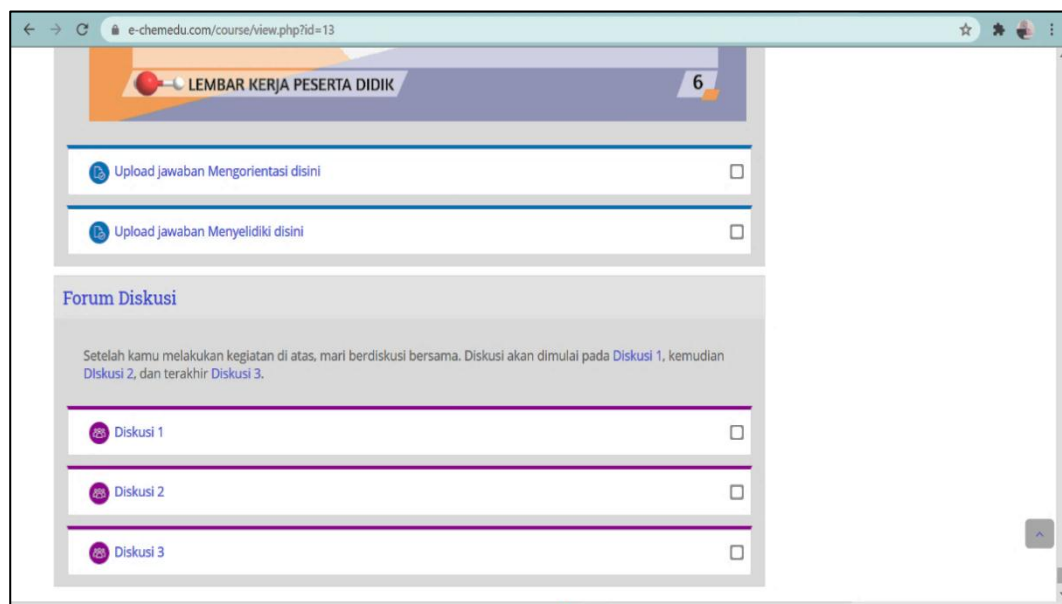 e-chemedu.com/course/view.php?id=13
LEMBAR KERJA PESERTA DIDIK
6
Upload jawaban Mengorientasi disini
Upload jawaban Menyelidiki disini
Forum Diskusi
Setelah kamu melakukan kegiatan di atas, mari berdiskusi bersama. Diskusi akan dimulai pada Diskusi 1, kemudian
DIskusi 2, dan terakhir Diskusi 3.
Diskusi 1
Diskusi 2
Diskusi 3